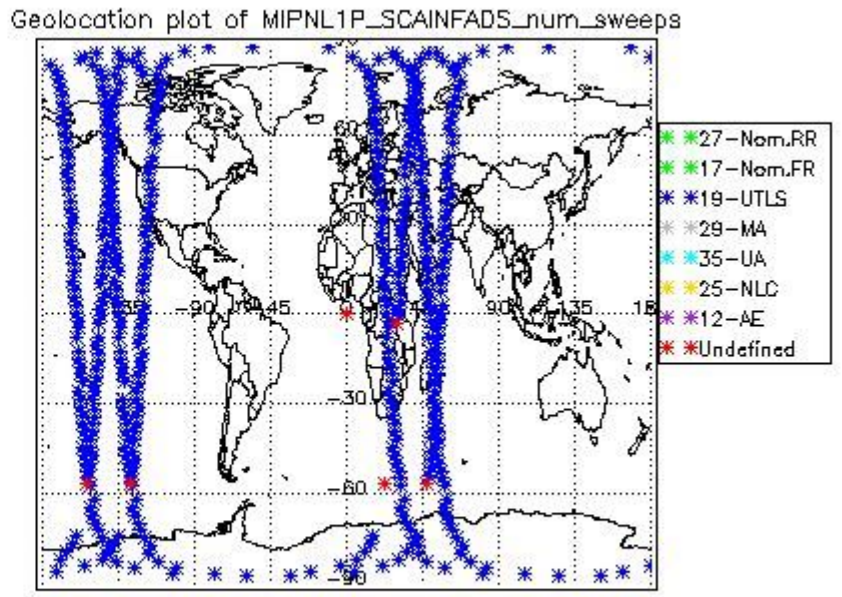 Geolocation plot of MIPNL1P_SCAINFADS_num_sweeps
27-Nom.RR
17-Nom.FR
19-UTLS
29-MA
35-UA
25-NLC
12-AE
Undefined
60
-90
-45
90
135
-30
-60
-90